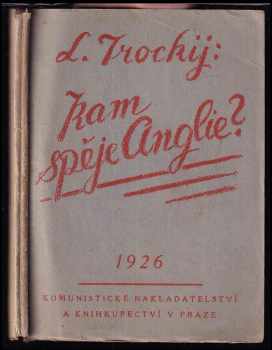 L. Trockij:
Kam
spěje Anglie?
1926
KOMUNISTICKÉ NAKLADATELSTVÍ
A KNIHKUPECTVÍ V PRAZE